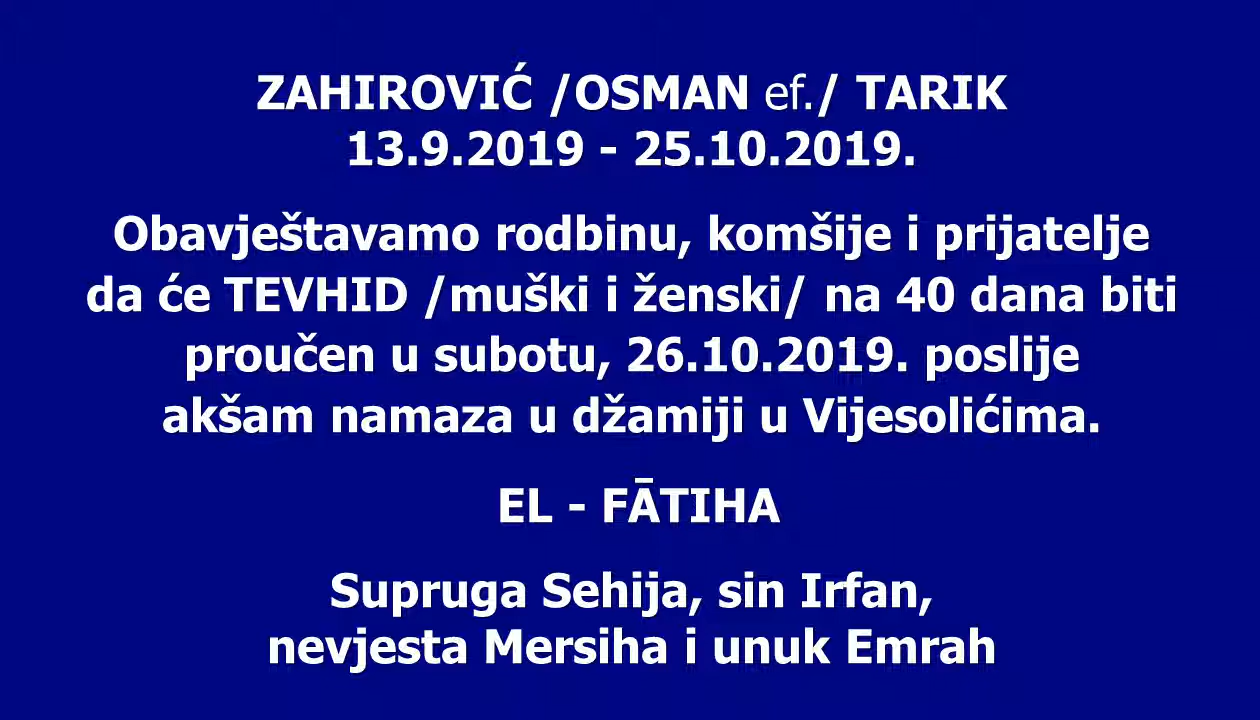 ZAHIROVIĆ /OSMAN ef./ TARIK
13.9.2019 - 25.10.2019.
Obavještavamo rodbinu, komšije i prijatelje
da će TEVHID /muški i ženski/ na 40 dana biti
proučen u subotu, 26.10.2019. poslije
akšam namaza u džamiji u Vijesolićima.
EL - FĀTIHA
Supruga Sehija, sin Irfan,
nevjesta Mersiha i unuk Emrah